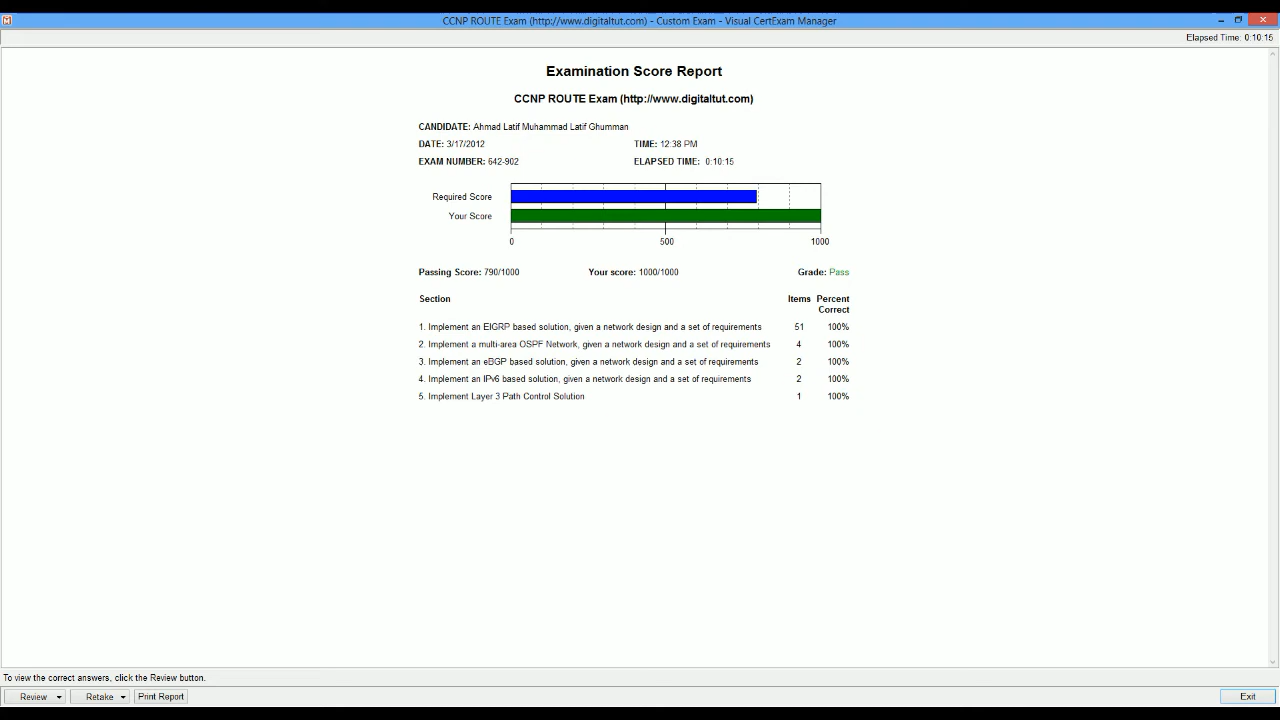 CCNP ROUTE Exam (http://www.digitaltut.com) - Custom Exam - Visual CertExam Manager
Elapsed Time: 0:10:15
Examination Score Report
CCNP ROUTE Exam (http://www.digitaltut.com)
CANDIDATE: Ahmad Latif Muhammad Latif Ghumman
DATE: 3/17/2012 TIME: 12:38 PM
EXAM NUMBER: 642-902 ELAPSED TIME: 0:10:15
Required Score
Your Score
0 500 1000
Passing Score: 790/1000 Your score: 1000/1000 Grade: Pass
Section Items Percent
Correct
1. Implement an EIGRP based solution, given a network design and a set of requirements 51 100%
2. Implement a multi-area OSPF Network, given a network design and a set of requirements 4 100%
3. Implement an eBGP based solution, given a network design and a set of requirements 2 100%
4. Implement an IPv6 based solution, given a network design and a set of requirements 2 100%
5. Implement Layer 3 Path Control Solution 1 100%
To view the correct answers, click the Review button.
Review Retake Print Report Exit